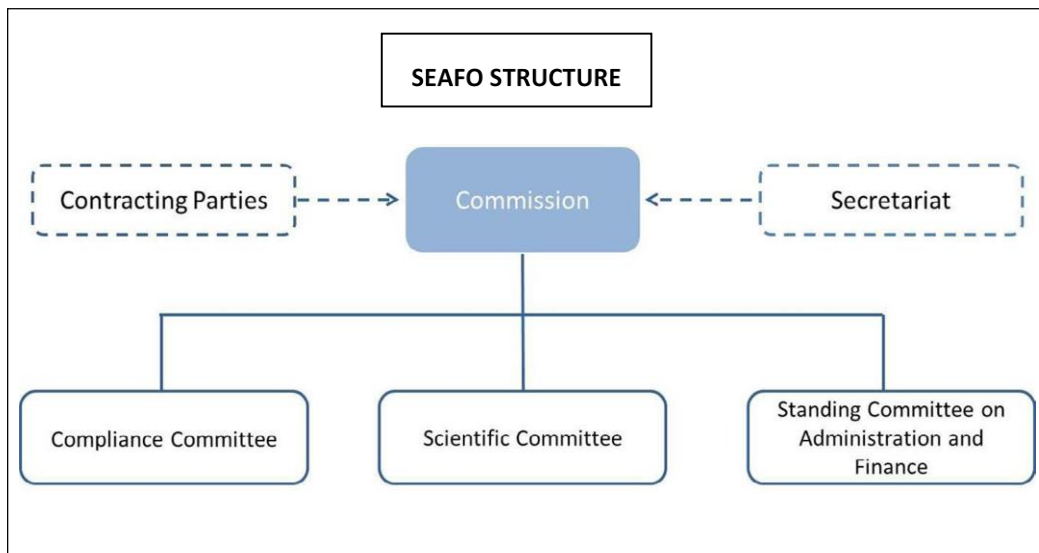 SEAFO STRUCTURE
Contracting Parties
Commission
Secretariat
Compliance Committee
Scientific Committee
Standing Committee on
Administration and
Finance